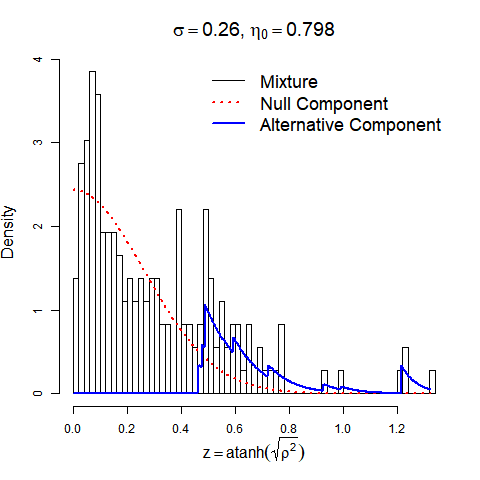 σ = 0.26, η₀ = 0.798
Mixture
Null Component
Alternative Component
Density
4
3
2
1
0
0.0 0.2 0.4 0.6 0.8 1.0 1.2
z = atanh(√ρ²)